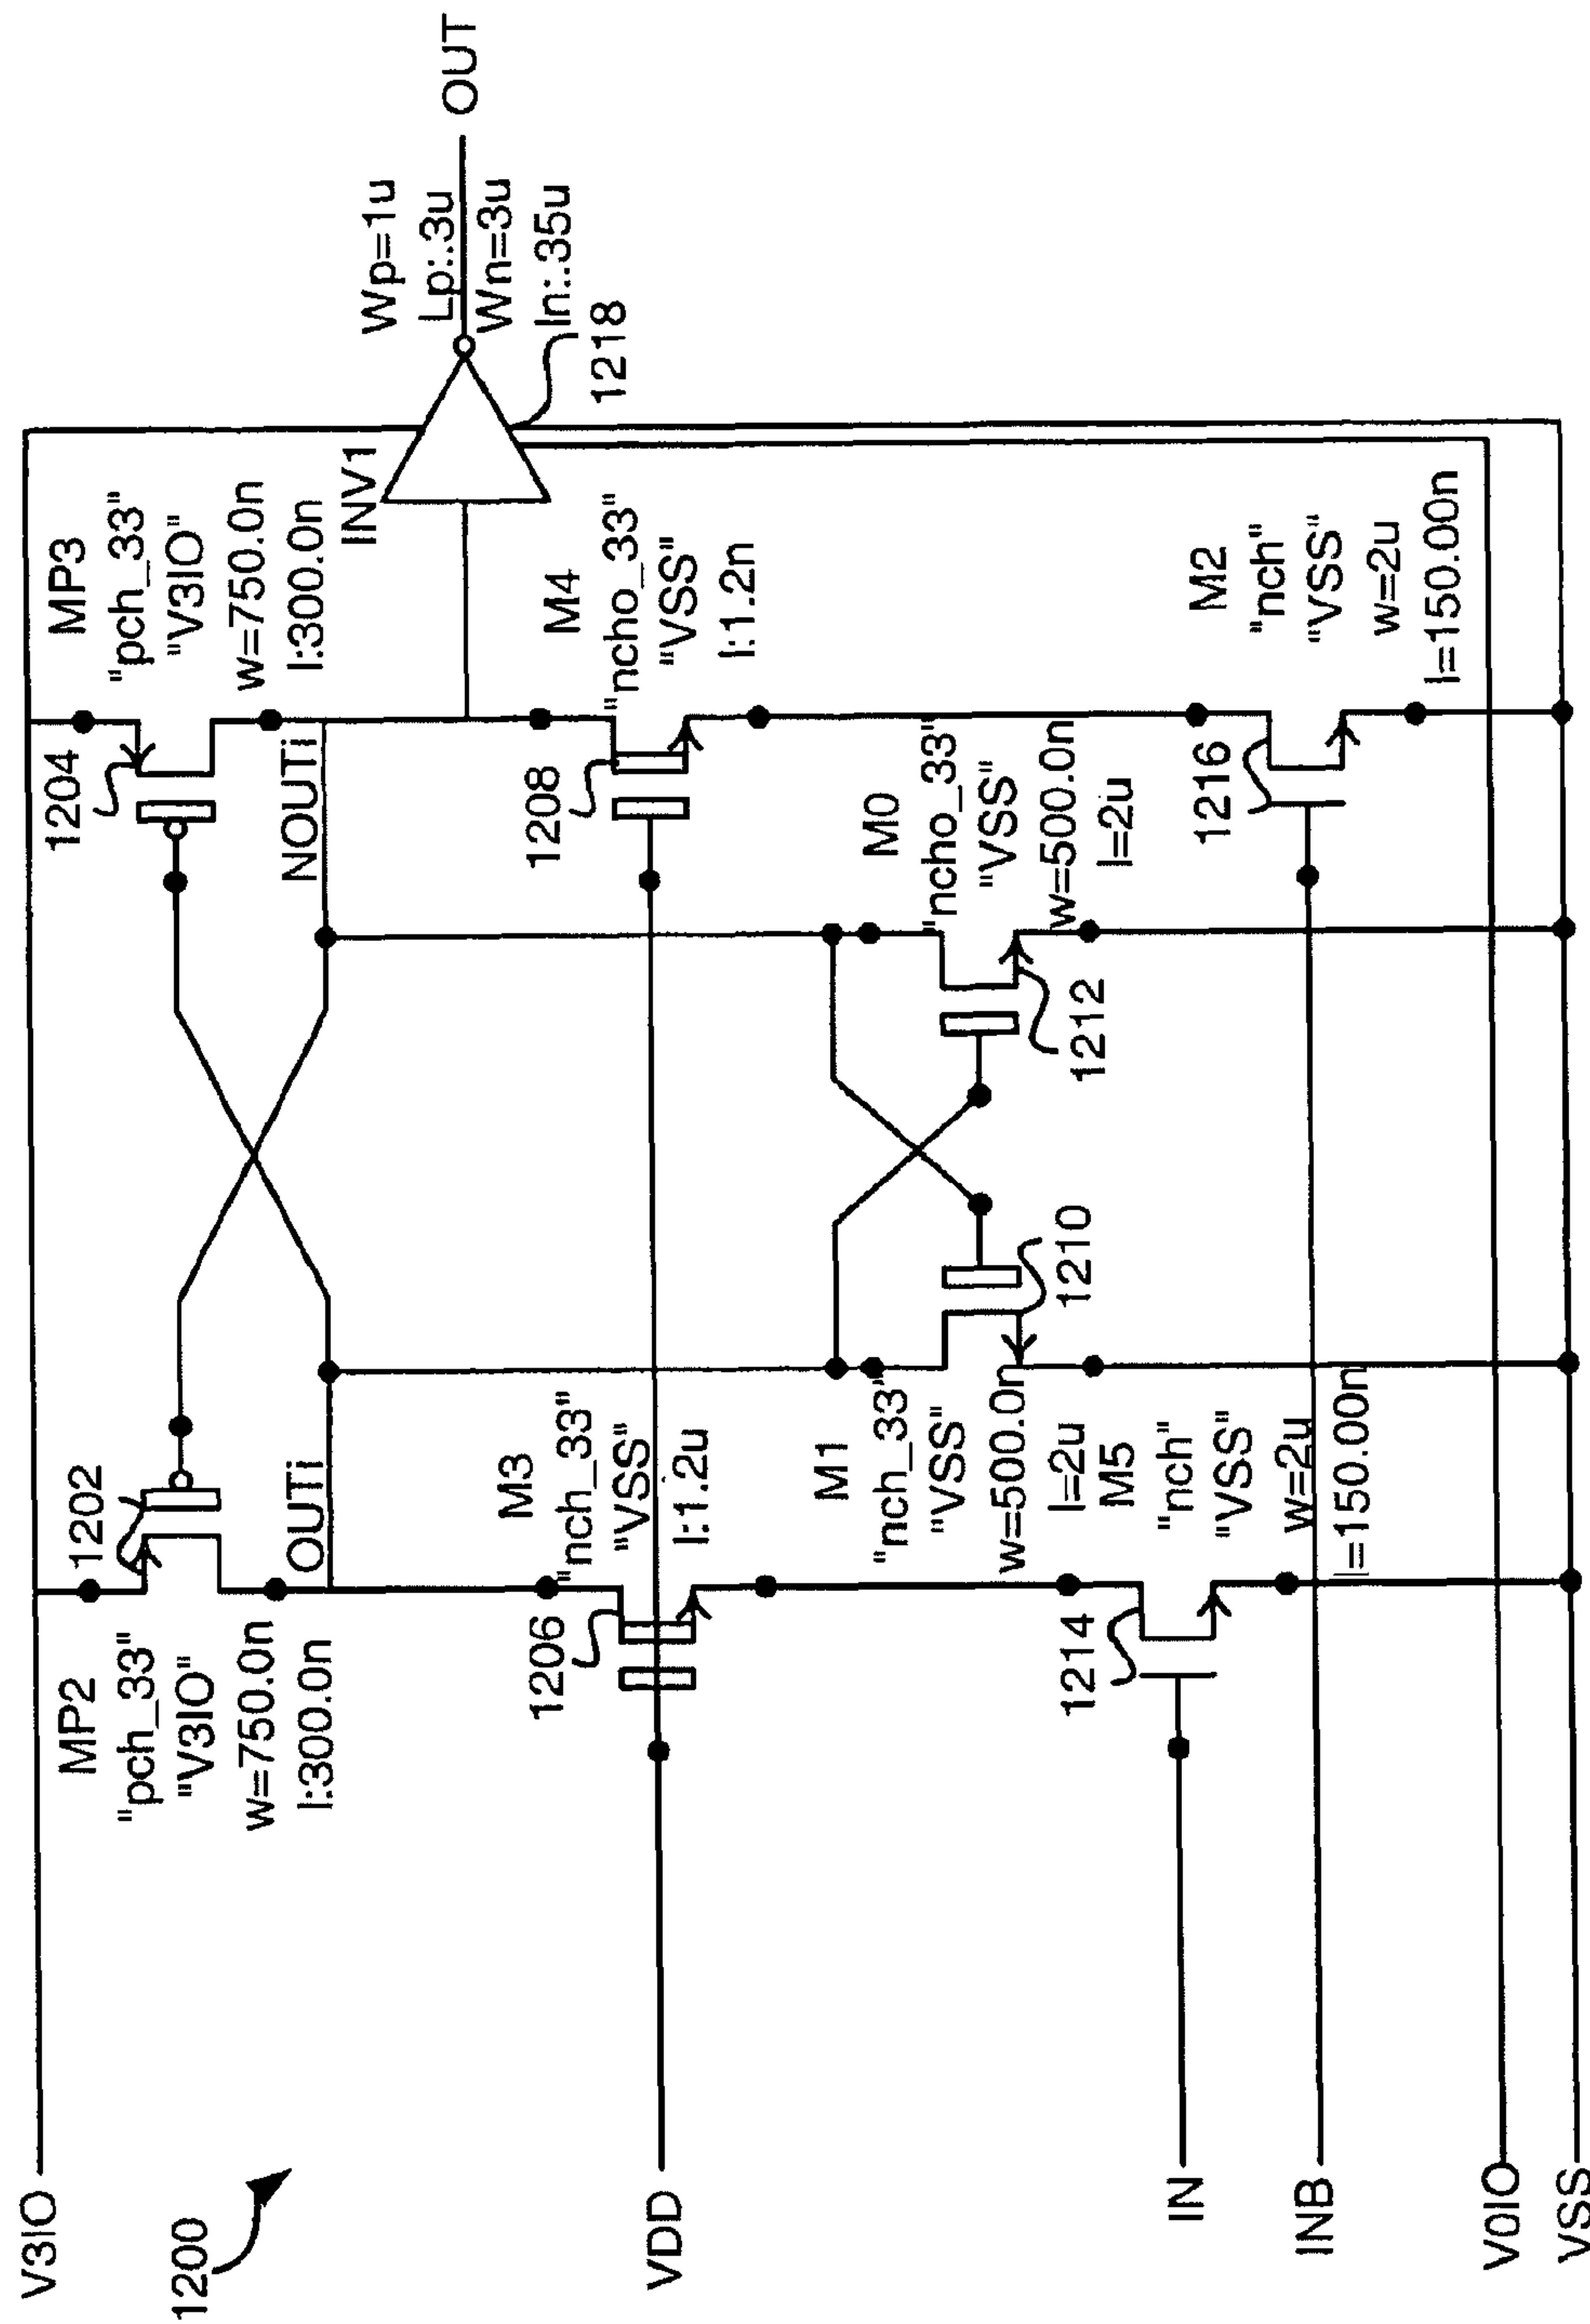 1200
V3IO
VDD
IN
INB
V0IO
VSS
MP2
"pch_33"
"V3IO"
w=750.0n
l:300.0n
1202
OUTi
1206
M3
"nch_33"
"VSS"
l:1.2u
M1
"nch_33"
"VSS"
w=500.0n
l=2u
1210
1214
M5
"nch"
"VSS"
w=2u
l=150.00n
1204
NOUTi
MP3
"pch_33"
"V3IO"
w=750.0n
l:300.0n
1208
M4
"ncho_33"
"VSS"
l:1.2n
M0
"ncho_33"
"VSS"
w=500.0n
l=2u
1212
1216
M2
"nch"
"VSS"
w=2u
l=150.00n
INV1
1218
Wp=1u
Lp:.3u
Wn=3u
ln:.35u
OUT